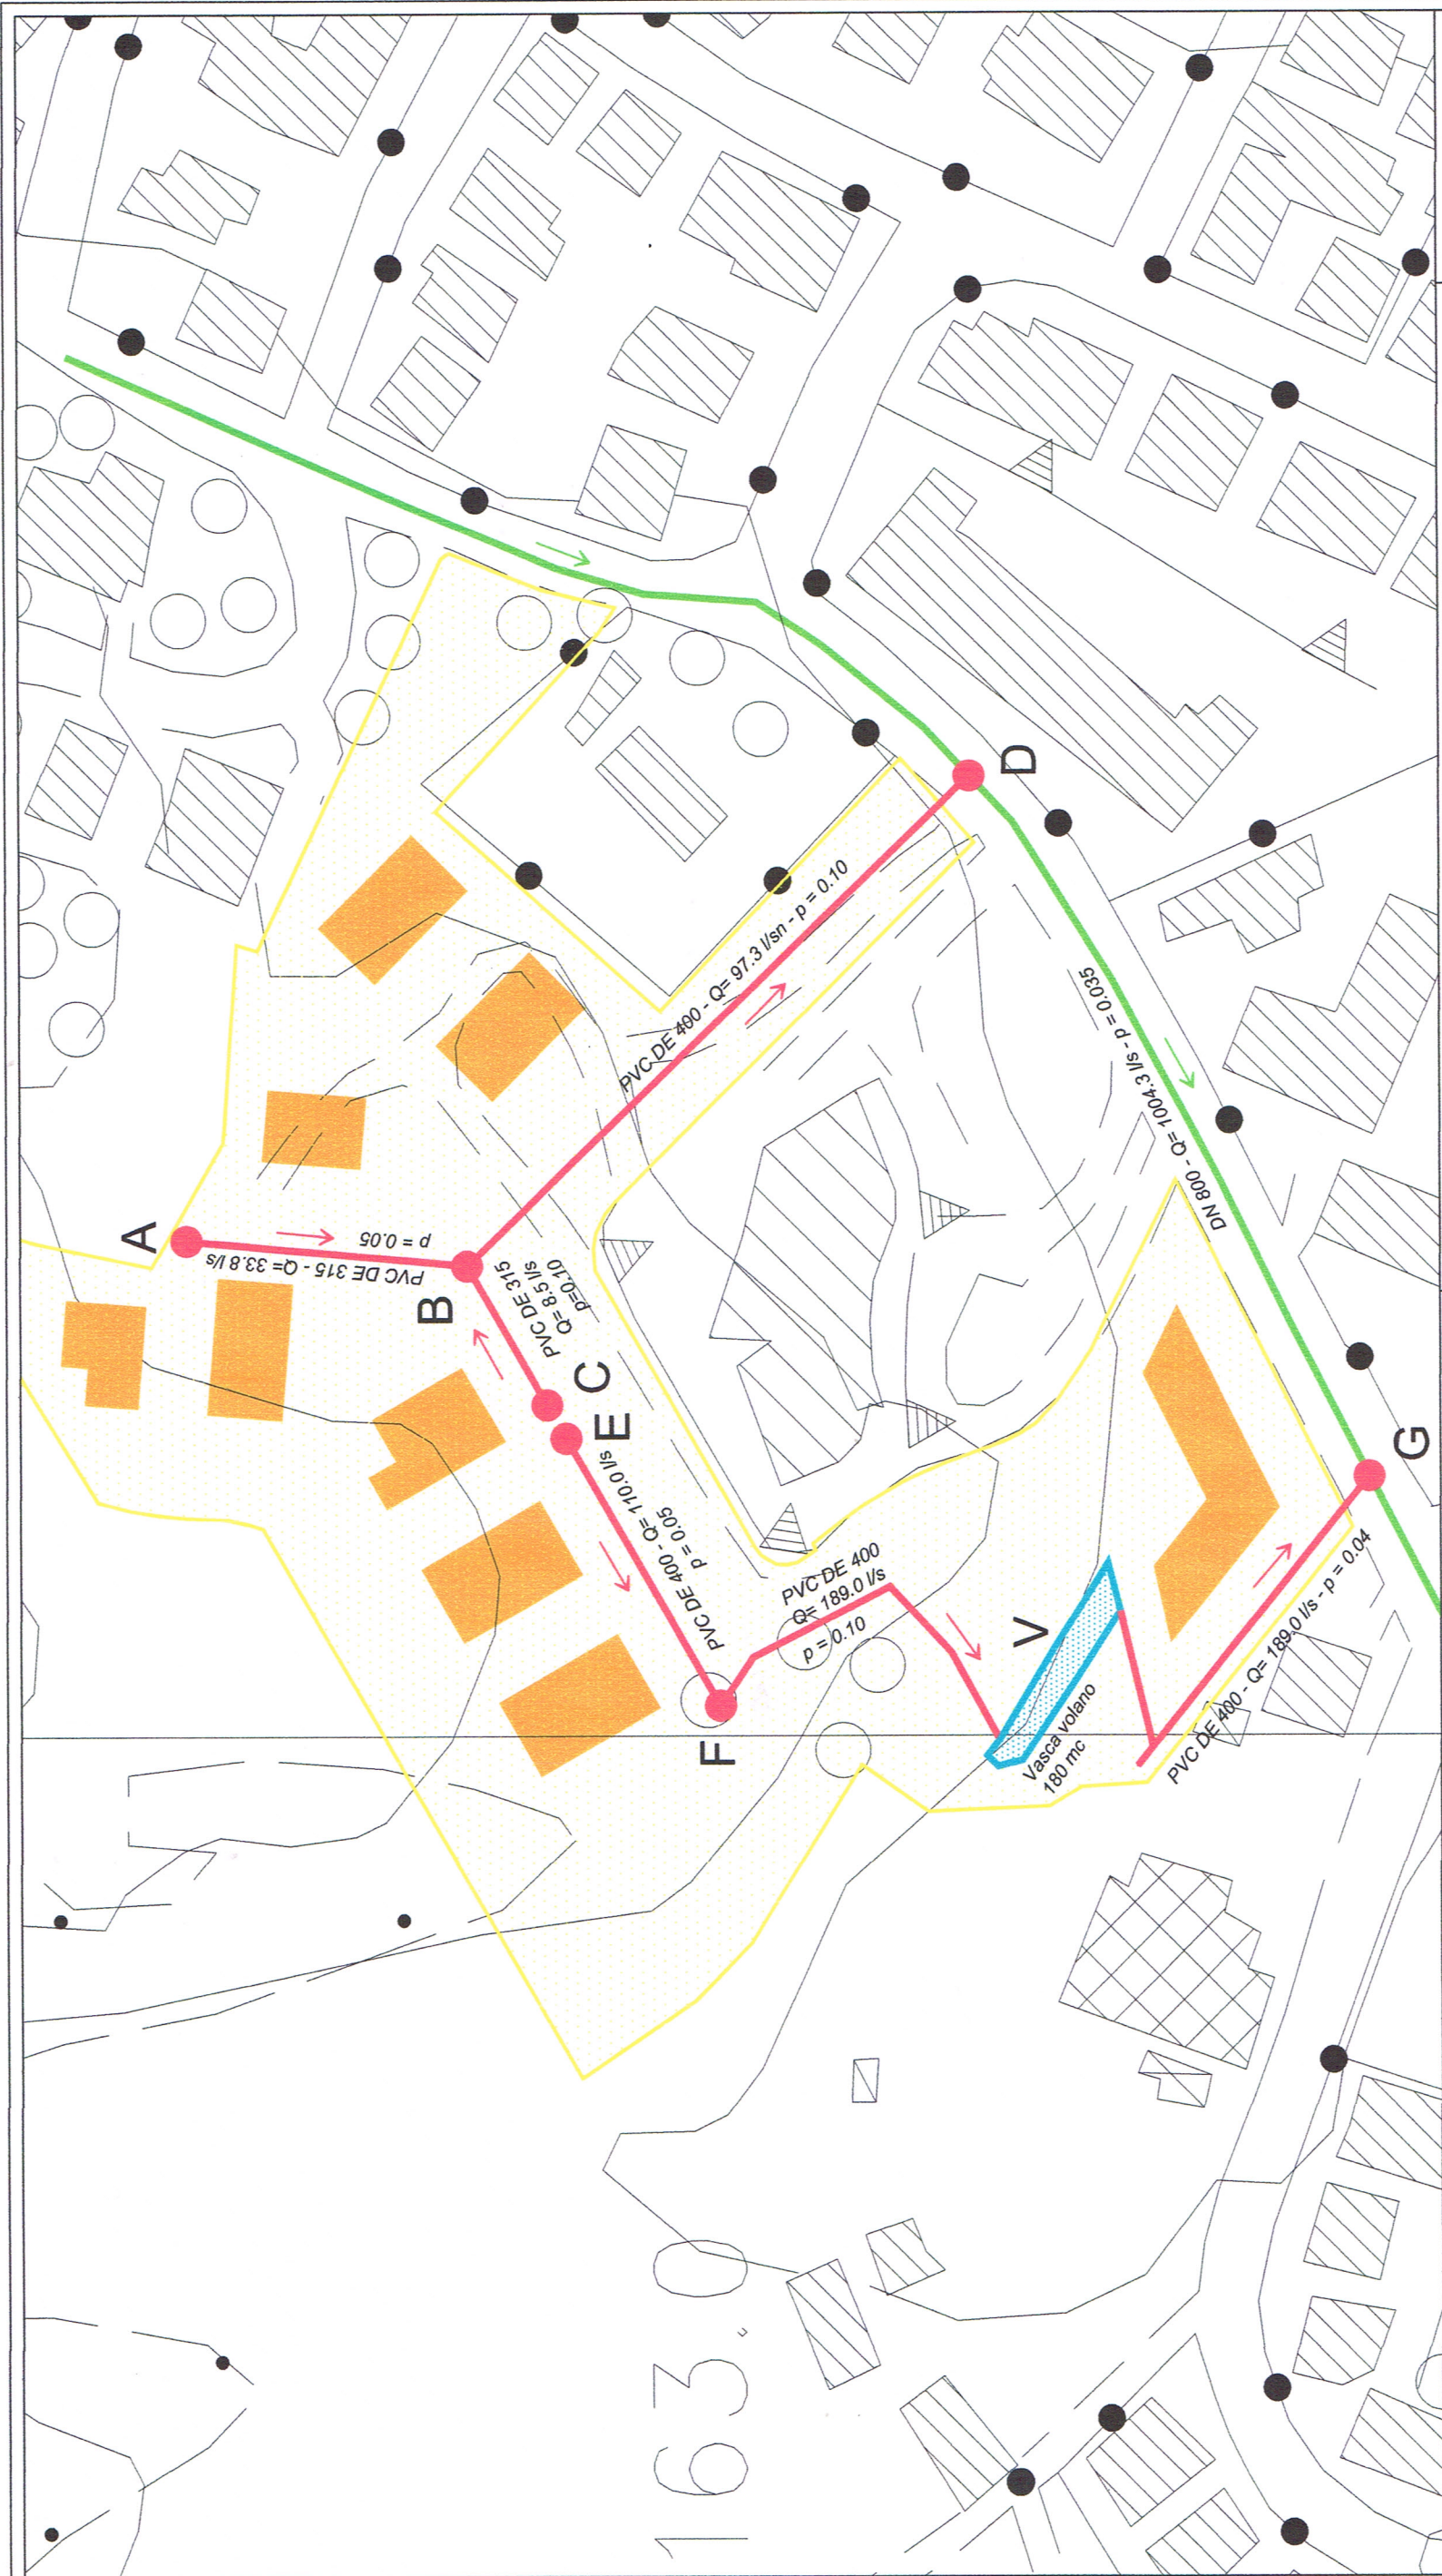 A
PVC DE 315 - Q= 33.8 l/s
p = 0.05
B
PVC DE 315
Q= 8.5 l/s
p=0.10
C
E
PVC DE 400 - Q= 110.0 l/s
p = 0.05
F
PVC DE 400 - Q= 97.3 l/sn - p = 0.10
D
DN 800 - Q= 1004.3 l/s - p = 0.035
PVC DE 400
Q= 189.0 l/s
p = 0.10
V
Vasca volano
180 mc
PVC DE 400 - Q= 189.0 l/s - p = 0.04
G
163.0